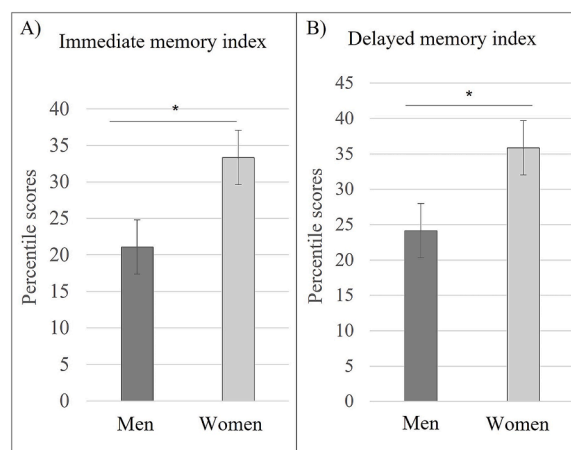 A)
Immediate memory index
*
Percentile scores
40
35
30
25
20
15
10
5
0
Men Women
B)
Delayed memory index
*
Percentile scores
45
40
35
30
25
20
15
10
5
0
Men Women